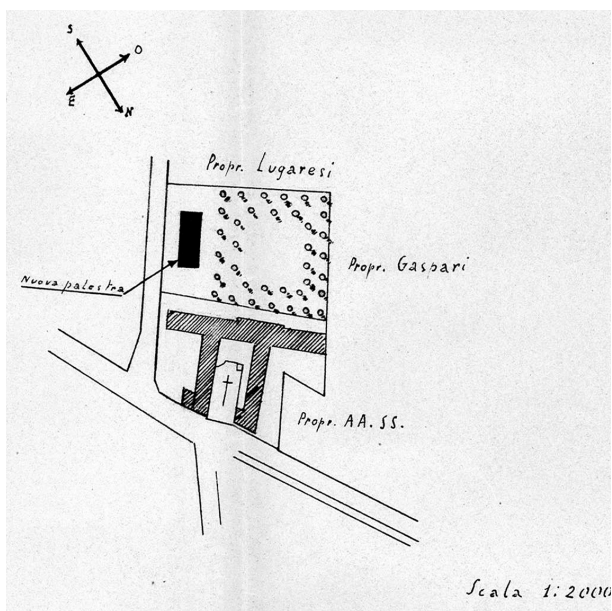 S
O
E
N
Propr. Lugaresi
Propr. Gaspari
Nuova palestra
Propr. AA. SS.
Scala 1:2000